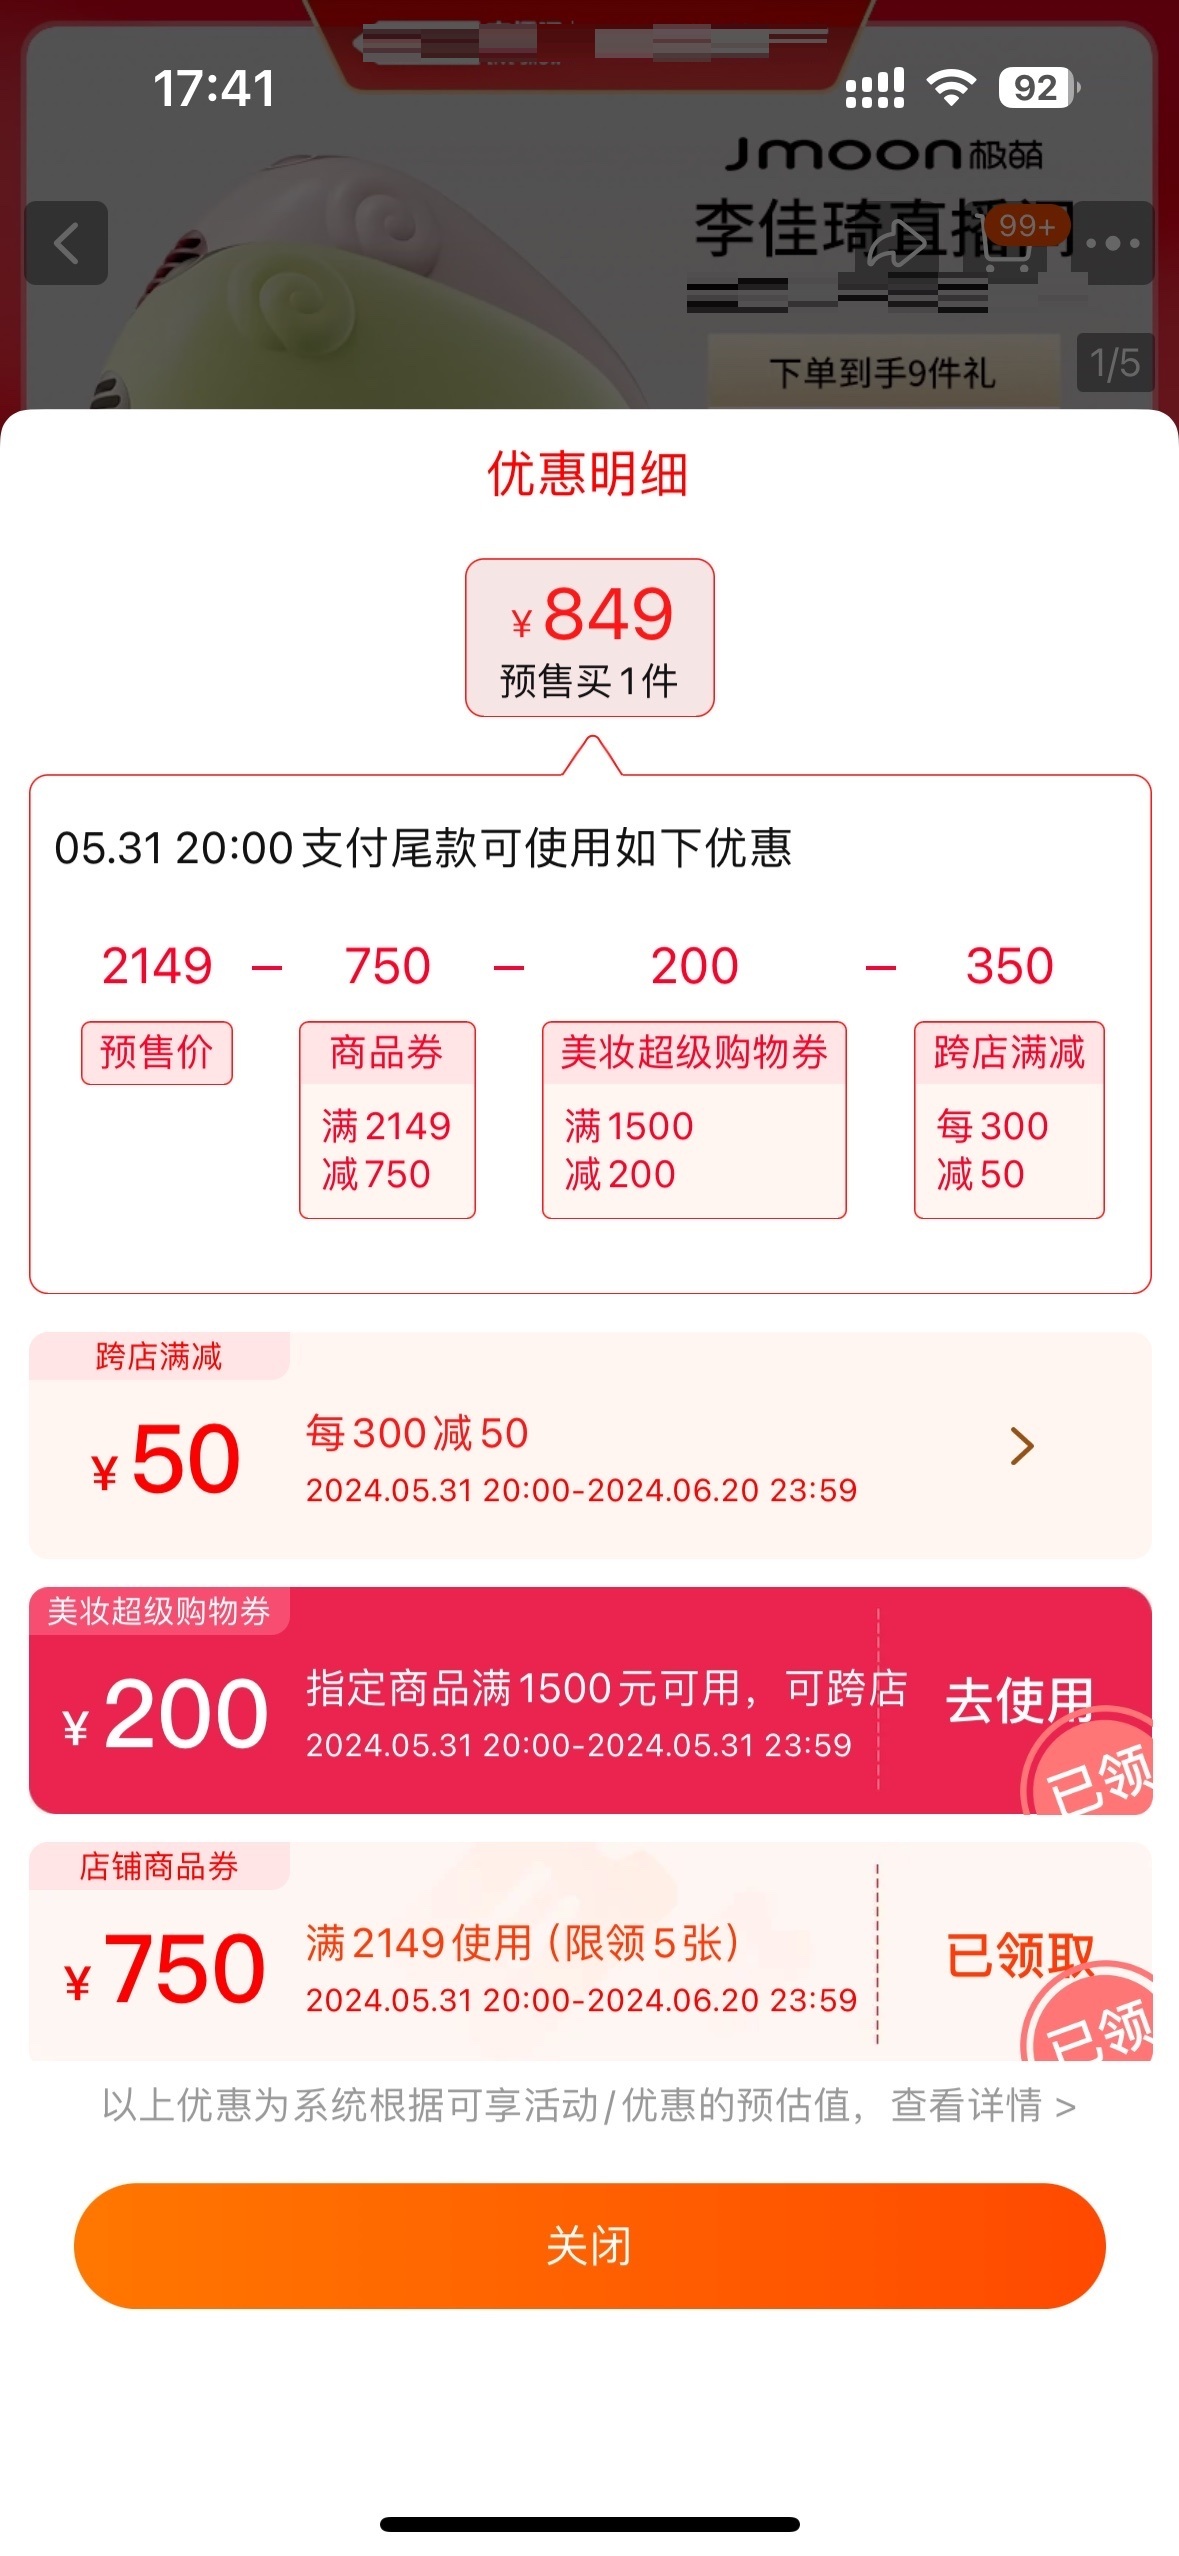 17:41
92
Jmoon极萌
李佳琦直播间
99+
下单到手9件礼
1/5
优惠明细
¥849
预售买1件
05.31 20:00支付尾款可使用如下优惠
2149 - 750 - 200 - 350
预售价 商品券 美妆超级购物券 跨店满减
满2149 满1500 每300
减750 减200 减50
跨店满减
¥50
每300减50
2024.05.31 20:00-2024.06.20 23:59
>
美妆超级购物券
¥200
指定商品满1500元可用，可跨店
2024.05.31 20:00-2024.05.31 23:59
去使用
已领
店铺商品券
¥750
满2149使用（限领5张）
2024.05.31 20:00-2024.06.20 23:59
已领取
已领
以上优惠为系统根据可享活动/优惠的预估值，查看详情 >
关闭